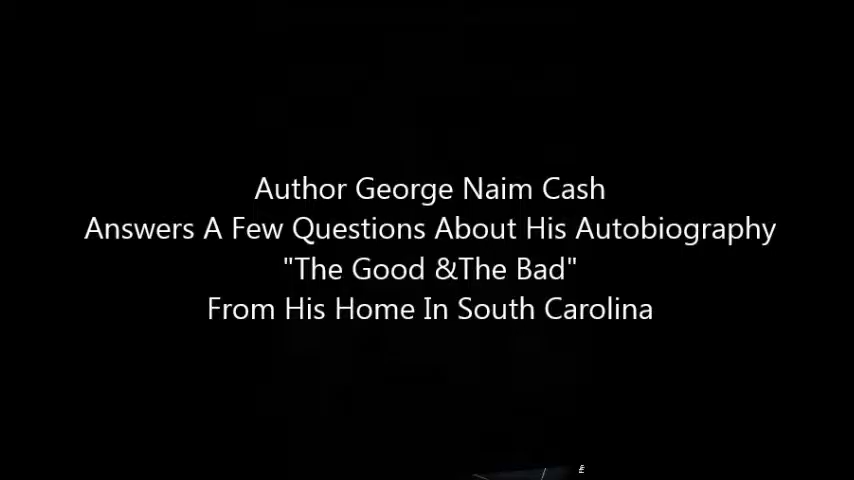 Author George Naim Cash
Answers A Few Questions About His Autobiography
"The Good &The Bad"
From His Home In South Carolina